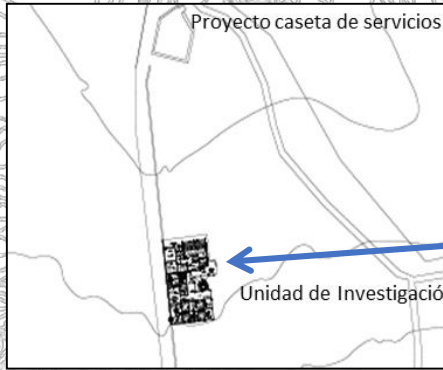 Proyecto caseta de servicios
Unidad de Investigació